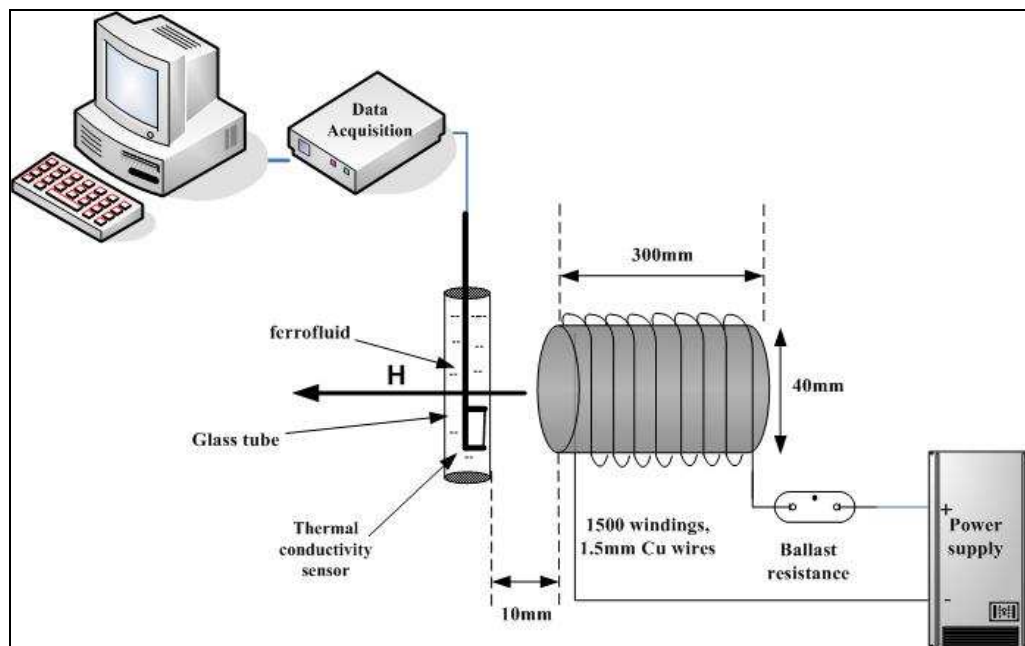 Data
Acquisition
300mm
ferrofluid
H
40mm
Glass tube
Thermal
conductivity
sensor
1500 windings,
1.5mm Cu wires
Ballast
resistance
+
Power
supply
-
10mm